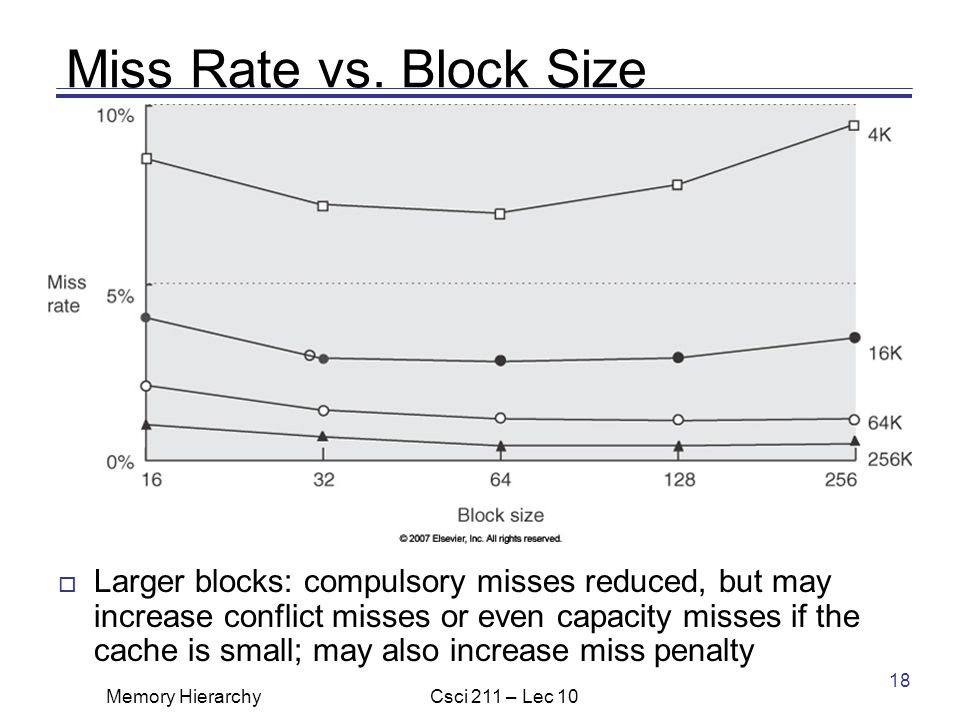 Miss Rate vs. Block Size
10%
4K
Miss
rate
5%
16K
64K
256K
0%
16 32 64 128 256
Block size
© 2007 Elsevier, Inc. All rights reserved.
□ Larger blocks: compulsory misses reduced, but may
increase conflict misses or even capacity misses if the
cache is small; may also increase miss penalty
18
Memory Hierarchy Csci 211 – Lec 10